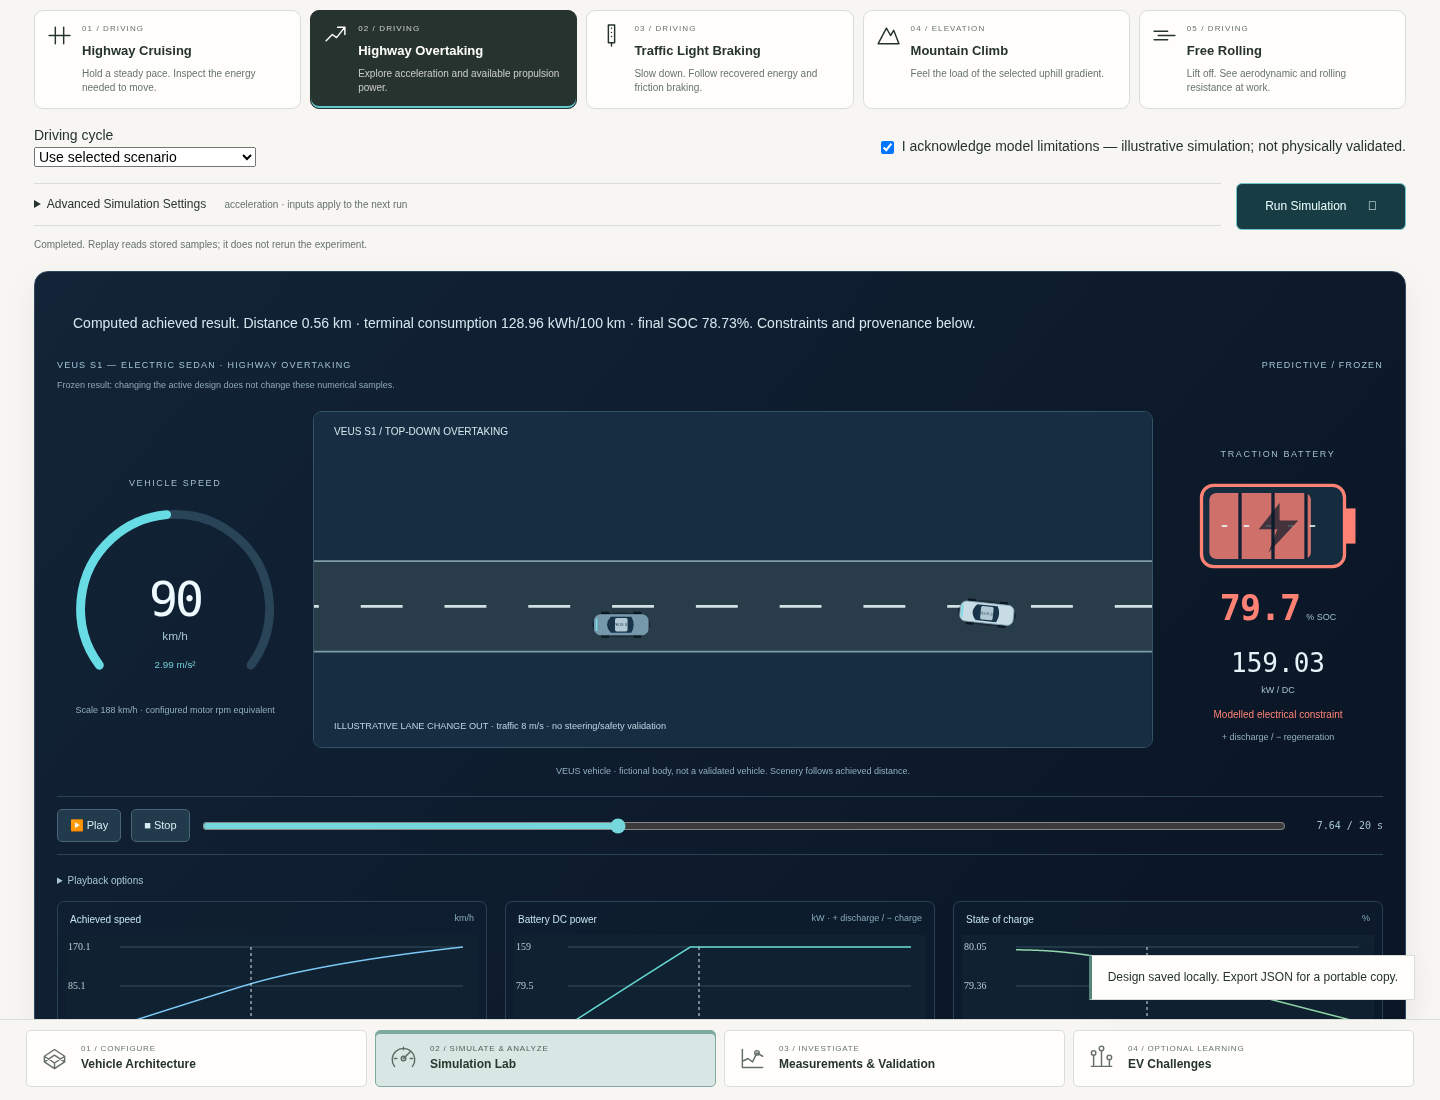 01 / DRIVING
Highway Cruising
Hold a steady pace. Inspect the energy
needed to move.
02 / DRIVING
Highway Overtaking
Explore acceleration and available propulsion
power.
03 / DRIVING
Traffic Light Braking
Slow down. Follow recovered energy and
friction braking.
04 / ELEVATION
Mountain Climb
Feel the load of the selected uphill gradient.
05 / DRIVING
Free Rolling
Lift off. See aerodynamic and rolling
resistance at work.
Driving cycle
Use selected scenario
I acknowledge model limitations — illustrative simulation; not physically validated.
Advanced Simulation Settings acceleration · inputs apply to the next run
Run Simulation
Completed. Replay reads stored samples; it does not rerun the experiment.
Computed achieved result. Distance 0.56 km · terminal consumption 128.96 kWh/100 km · final SOC 78.73%. Constraints and provenance below.
VEUS S1 — ELECTRIC SEDAN · HIGHWAY OVERTAKING
PREDICTIVE / FROZEN
Frozen result: changing the active design does not change these numerical samples.
VEHICLE SPEED
90
km/h
2.99 m/s²
Scale 188 km/h · configured motor rpm equivalent
VEUS S1 / TOP-DOWN OVERTAKING
ILLUSTRATIVE LANE CHANGE OUT · traffic 8 m/s · no steering/safety validation
TRACTION BATTERY
79.7 % SOC
159.03
kW / DC
Modelled electrical constraint
+ discharge / − regeneration
VEUS vehicle · fictional body, not a validated vehicle. Scenery follows achieved distance.
Play
Stop
7.64 / 20 s
Playback options
Achieved speed km/h
170.1
85.1
Battery DC power kW · + discharge / − charge
159
79.5
State of charge %
80.05
79.36
Design saved locally. Export JSON for a portable copy.
01 / CONFIGURE
Vehicle Architecture
02 / SIMULATE & ANALYZE
Simulation Lab
03 / INVESTIGATE
Measurements & Validation
04 / OPTIONAL LEARNING
EV Challenges